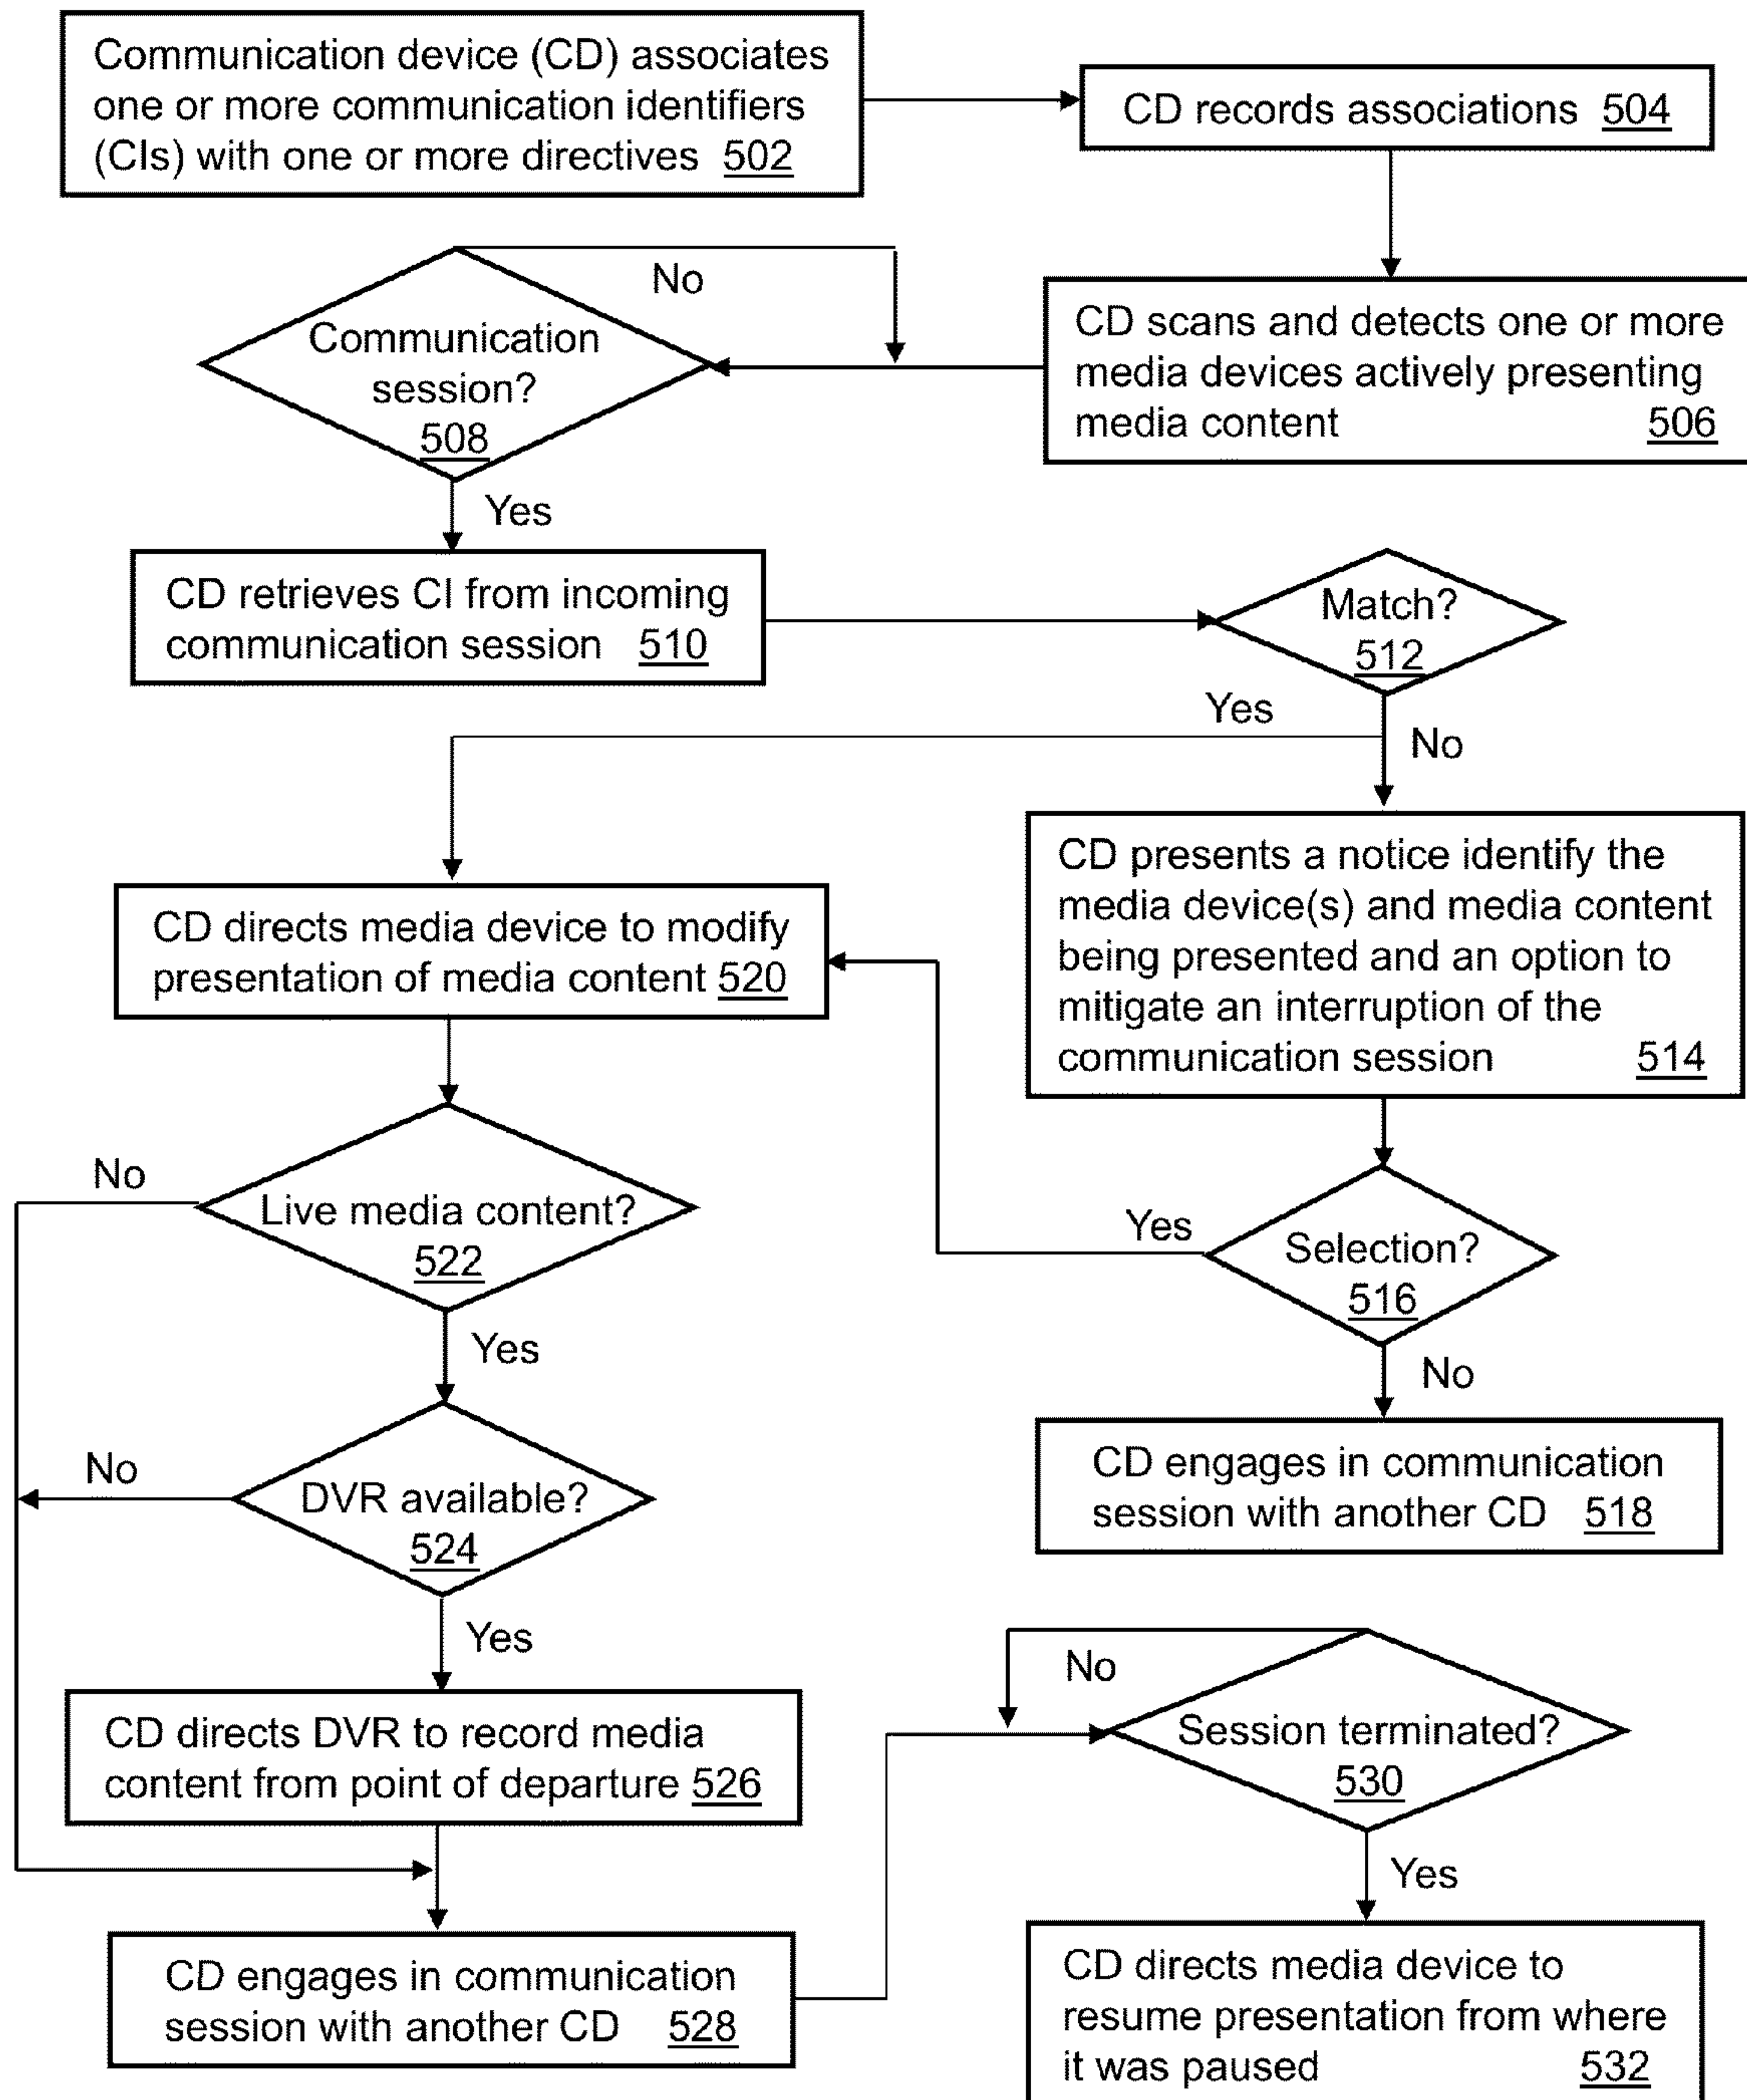 Communication device (CD) associates
one or more communication identifiers
(CIs) with one or more directives 502
CD records associations 504
No
Communication
session?
508
CD scans and detects one or more
media devices actively presenting
media content 506
Yes
CD retrieves CI from incoming
communication session 510
Match?
512
Yes
No
CD presents a notice identify the
media device(s) and media content
being presented and an option to
mitigate an interruption of the
communication session 514
CD directs media device to modify
presentation of media content 520
No
Live media content?
522
Yes
Selection?
516
Yes
No
No
DVR available?
524
CD engages in communication
session with another CD 518
Yes
No
CD directs DVR to record media
content from point of departure 526
Session terminated?
530
Yes
CD engages in communication
session with another CD 528
CD directs media device to
resume presentation from where
it was paused 532